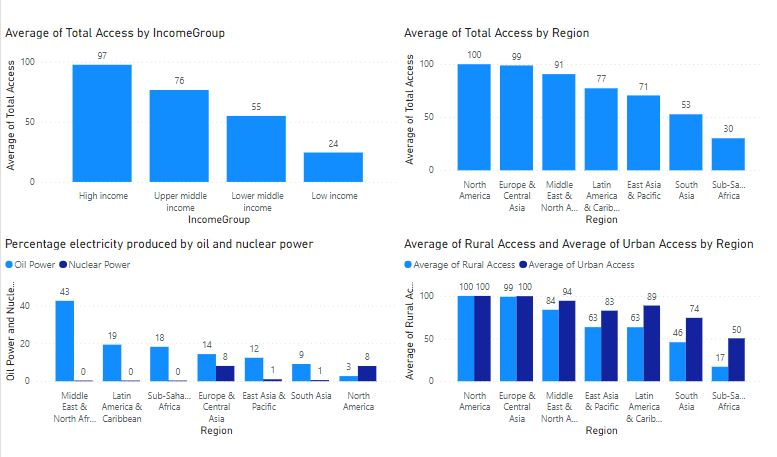 Average of Total Access by IncomeGroup
Average of Total Access
100
50
0
97
76
55
24
High income
Upper middle
income
Lower middle
income
Low income
IncomeGroup
Average of Total Access by Region
Average of Total Access
100
50
0
100
99
91
77
71
53
30
North
America
Europe &
Central
Asia
Middle
East &
North A...
Latin
America
& Carib...
East Asia
& Pacific
South
Asia
Sub-Sa...
Africa
Region
Percentage electricity produced by oil and nuclear power
Oil Power Nuclear Power
Oil Power and Nucle...
40
20
0
43 0
19 0
18 0
14 8
12 1
9 1
3 8
Middle
East &
North Afr...
Latin
America &
Caribbean
Sub-Saha...
Africa
Europe &
Central
Asia
East Asia &
Pacific
South Asia
North
America
Region
Average of Rural Access and Average of Urban Access by Region
Average of Rural Access Average of Urban Access
Average of Rural Ac...
100
50
0
100 100
99 100
84 94
63 83
63 89
46 74
17 50
North
America
Europe &
Central
Asia
Middle
East &
North A...
East Asia
& Pacific
Latin
America
& Carib...
South
Asia
Sub-Sa...
Africa
Region